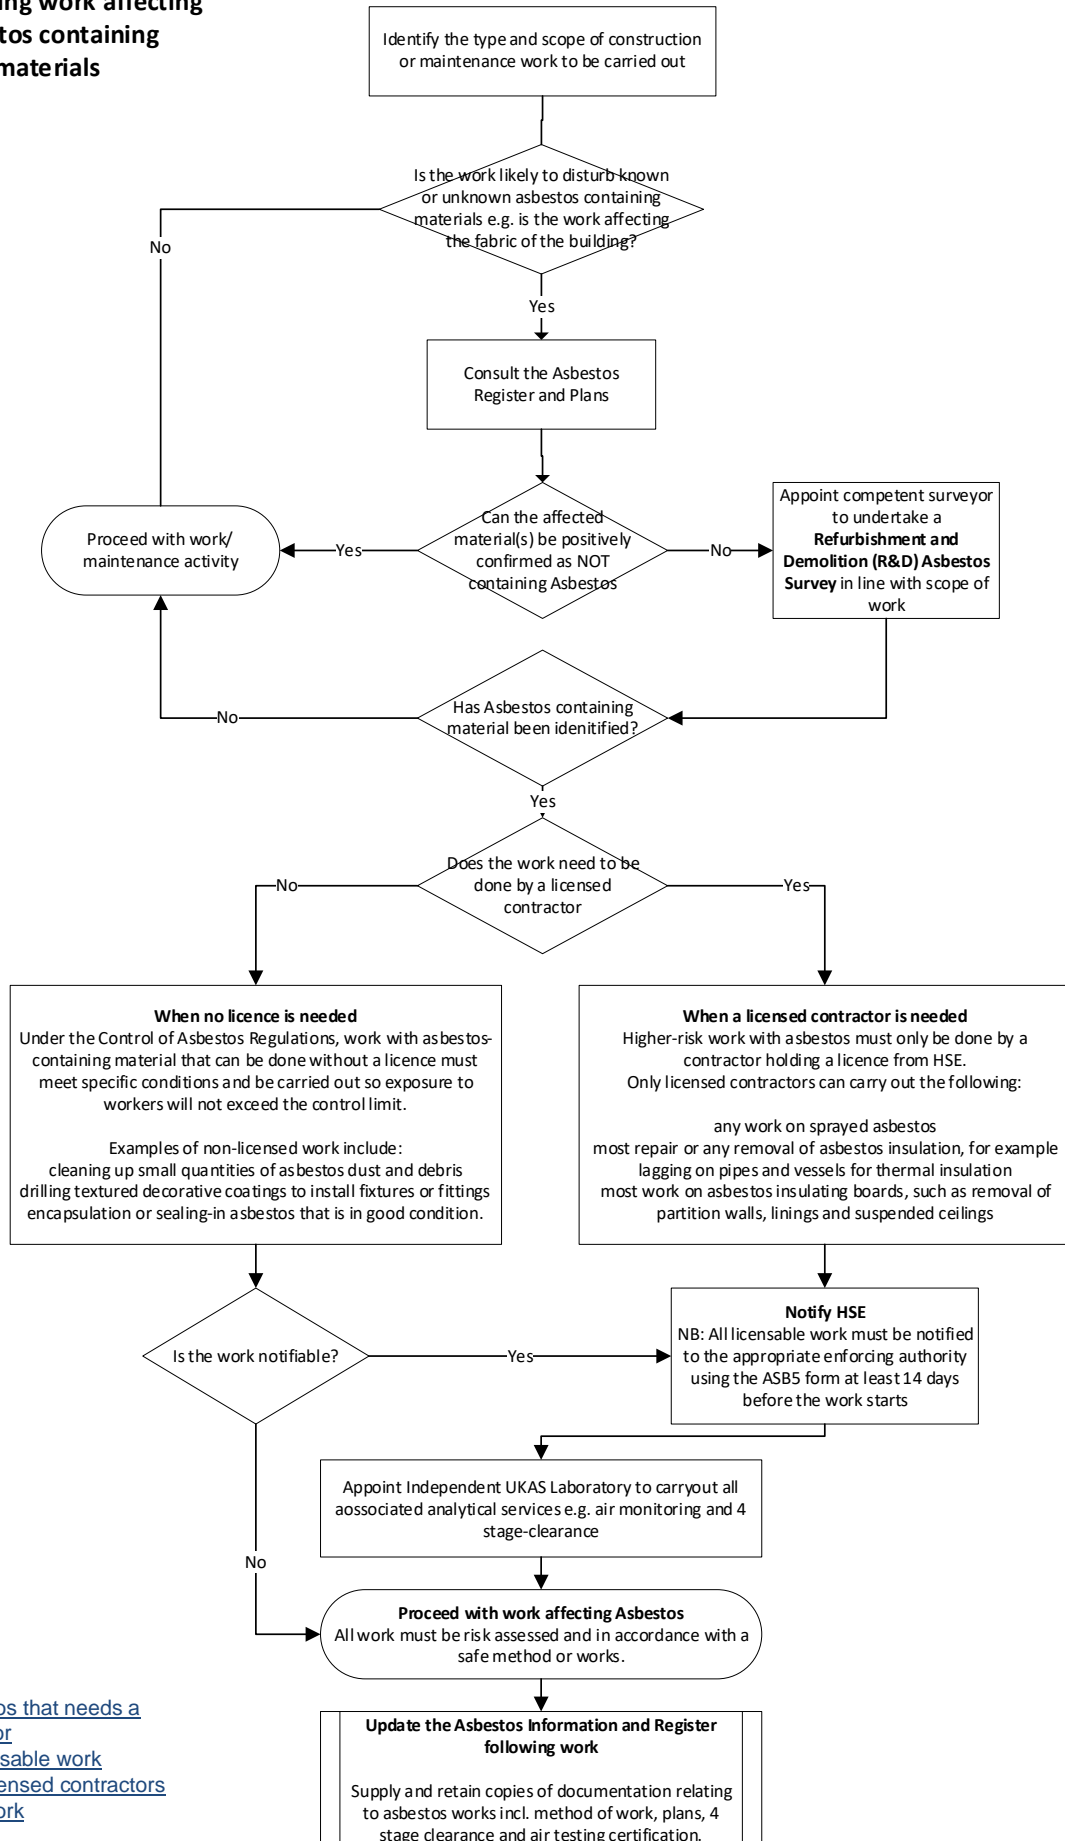 ing work affecting
tos containing
materials
Identify the type and scope of construction
or maintenance work to be carried out
Is the work likely to disturb known
or unknown asbestos containing
materials e.g. is the work affecting
the fabric of the building?
No
Yes
Consult the Asbestos
Register and Plans
Proceed with work/
maintenance activity
Yes
Can the affected
material(s) be positively
confirmed as NOT
containing Asbestos
No
Appoint competent surveyor
to undertake a
Refurbishment and
Demolition (R&D) Asbestos
Survey in line with scope of
work
No
Has Asbestos containing
material been idenitified?
Yes
No
Does the work need to be
done by a licensed
contractor
Yes
When no licence is needed
Under the Control of Asbestos Regulations, work with asbestos-
containing material that can be done without a licence must
meet specific conditions and be carried out so exposure to
workers will not exceed the control limit.
Examples of non-licensed work include:
cleaning up small quantities of asbestos dust and debris
drilling textured decorative coatings to install fixtures or fittings
encapsulation or sealing-in asbestos that is in good condition.
When a licensed contractor is needed
Higher-risk work with asbestos must only be done by a
contractor holding a licence from HSE.
Only licensed contractors can carry out the following:
any work on sprayed asbestos
most repair or any removal of asbestos insulation, for example
lagging on pipes and vessels for thermal insulation
most work on asbestos insulating boards, such as removal of
partition walls, linings and suspended ceilings
Is the work notifiable?
Yes
Notify HSE
NB: All licensable work must be notified
to the appropriate enforcing authority
using the ASB5 form at least 14 days
before the work starts
Appoint Independent UKAS Laboratory to carryout all
aossociated analytical services e.g. air monitoring and 4
stage-clearance
No
Proceed with work affecting Asbestos
All work must be risk assessed and in accordance with a
safe method or works.
Update the Asbestos Information and Register
following work
Supply and retain copies of documentation relating
to asbestos works incl. method of work, plans, 4
stage clearance and air testing certification.
os that needs a
or
sable work
ensed contractors
ork